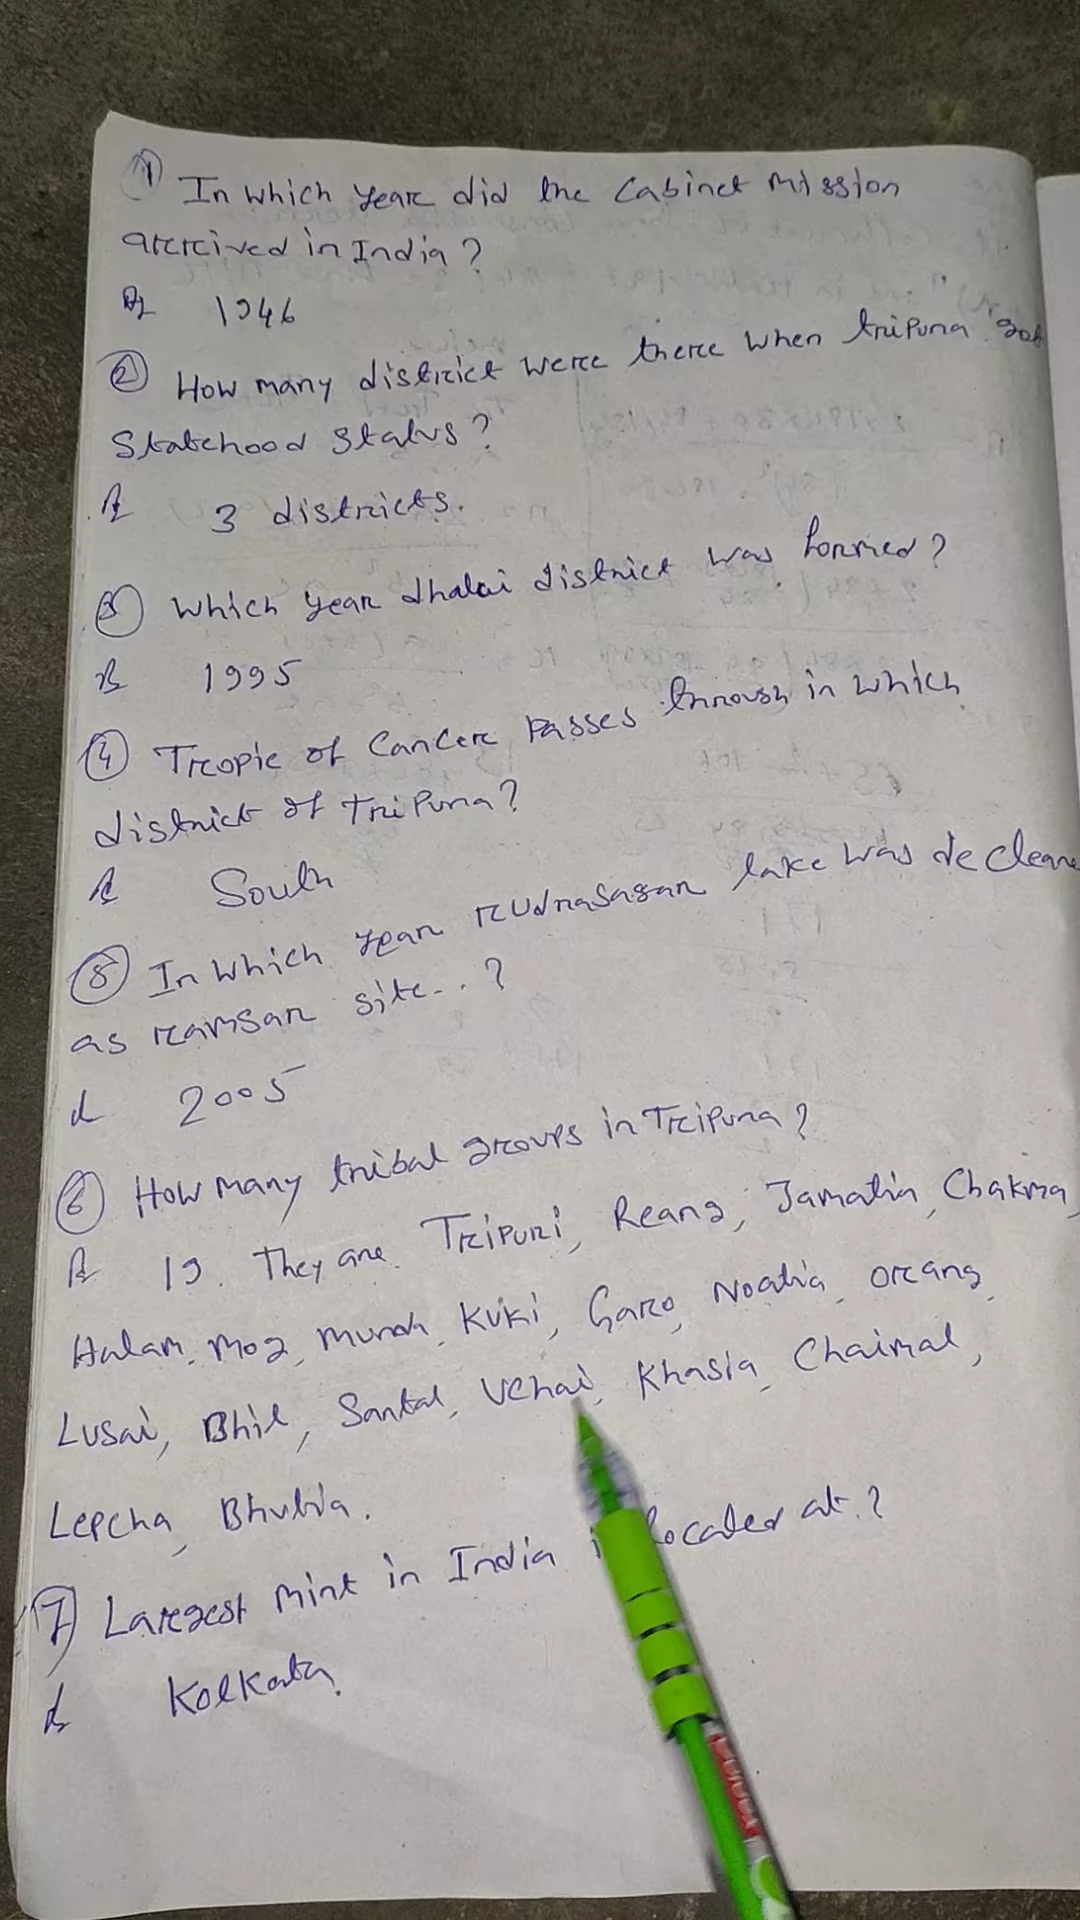 ① In which year did the Cabinet Mission
arrived in India?
A 1946
② How many district were there when tripura got
Statehood status?
A 3 districts.
③ Which year dhalai district was formed?
A 1995
④ Tropic of Cancer passes through in which
district of Tripura?
A South
⑤ In which year rudrasagar lake was declare
as ramsar site..?
A 2005
⑥ How many tribal groups in Tripura?
A 19. They are Tripuri, Reang, Jamatia, Chakma,
Halam, Mog, Munda, Kuki, Garo, Noatia, Orang,
Lusai, Bhil, Santal, Uchai, Khasia, Chaimal,
Lepcha, Bhutia.
⑦ Largest Mint in India located at.?
A Kolkata.